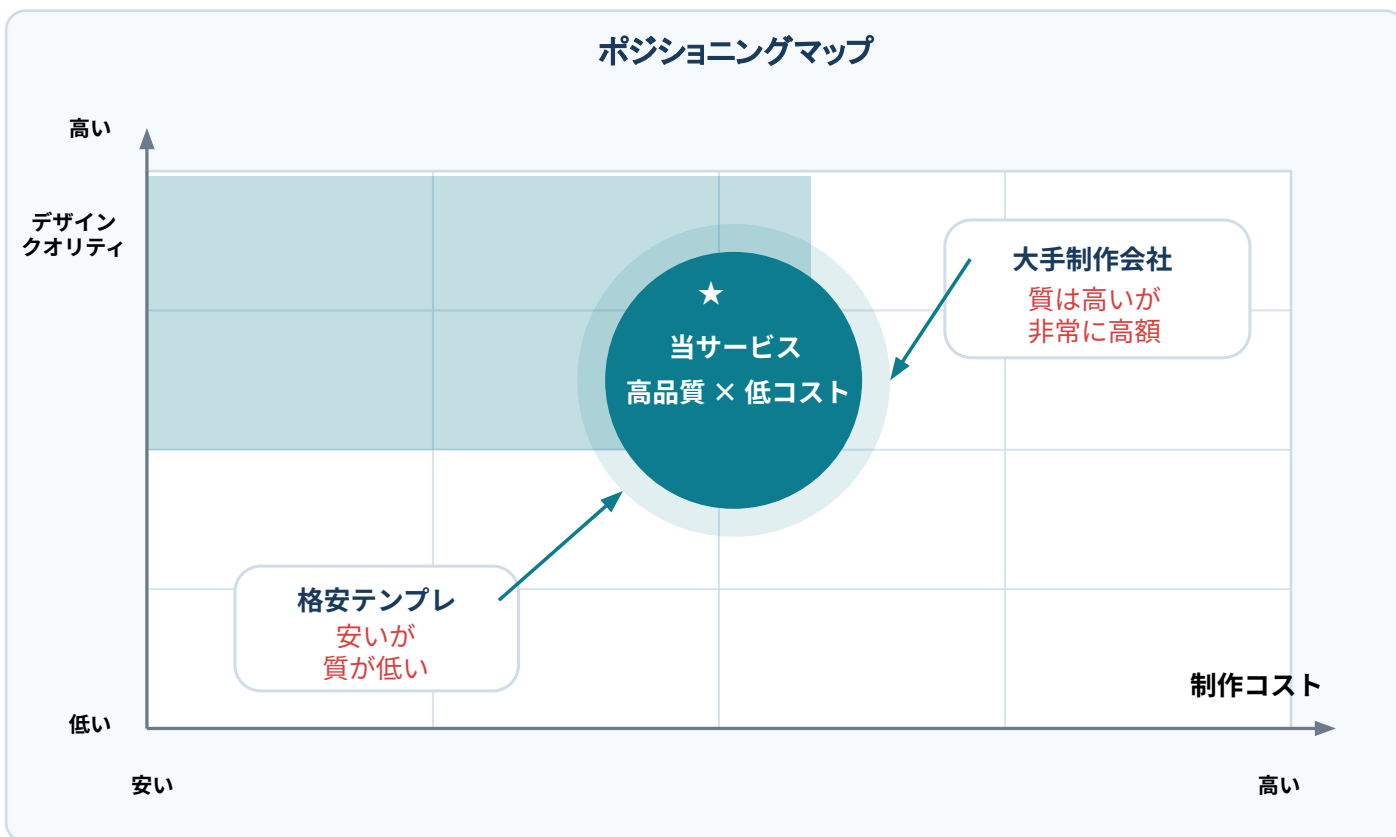 ポジショニングマップ
高い
デザイン
クオリティ
★
当サービス
高品質 × 低コスト
大手制作会社
質は高いが
非常に高額
格安テンプレ
安いが
質が低い
制作コスト
低い
安い
高い